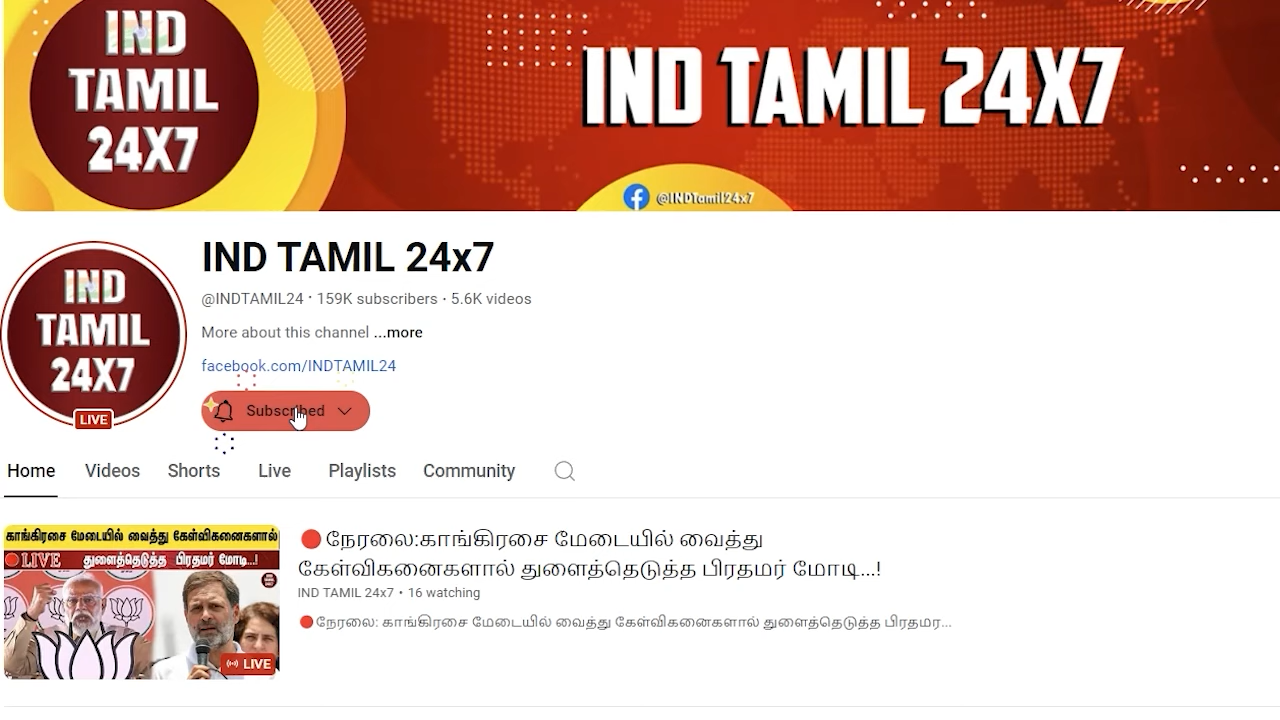 IND
TAMIL
24X7
IND TAMIL 24X7
@INDTamil24x7
IND
TAMIL
24X7
LIVE
IND TAMIL 24x7
@INDTAMIL24 · 159K subscribers · 5.6K videos
More about this channel ...more
facebook.com/INDTAMIL24
Subscribed
Home Videos Shorts Live Playlists Community
காங்கிரசை மேடையில் வைத்து கேள்விகனைகளால்
LIVE துளைத்தெடுத்த பிரதமர் மோடி...!
LIVE
நேரலை:காங்கிரசை மேடையில் வைத்து
கேள்விகனைகளால் துளைத்தெடுத்த பிரதமர் மோடி...!
IND TAMIL 24x7 • 16 watching
நேரலை: காங்கிரசை மேடையில் வைத்து கேள்விகனைகளால் துளைத்தெடுத்த பிரதமர...